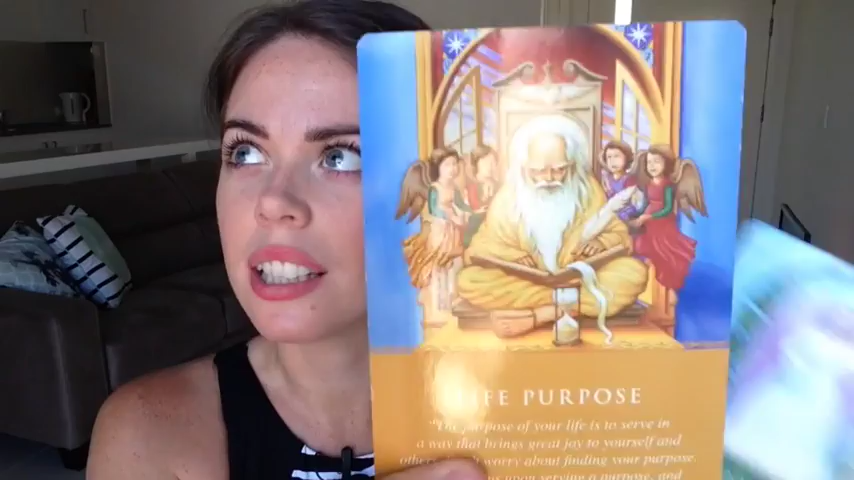 LIFE PURPOSE
"The purpose of your life is to serve in
a way that brings great joy to yourself and
others. Don't worry about finding your purpose.
upon serving a purpose, and